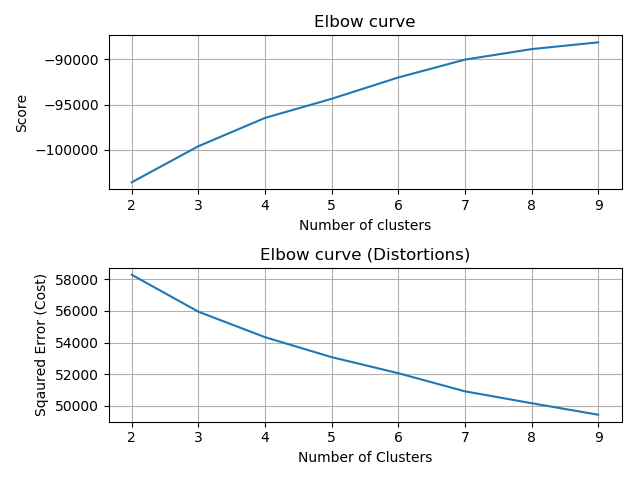 Elbow curve
−90000
−95000
−100000
Score
2 3 4 5 6 7 8 9
Number of clusters
Elbow curve (Distortions)
58000
56000
54000
52000
50000
Sqaured Error (Cost)
2 3 4 5 6 7 8 9
Number of Clusters